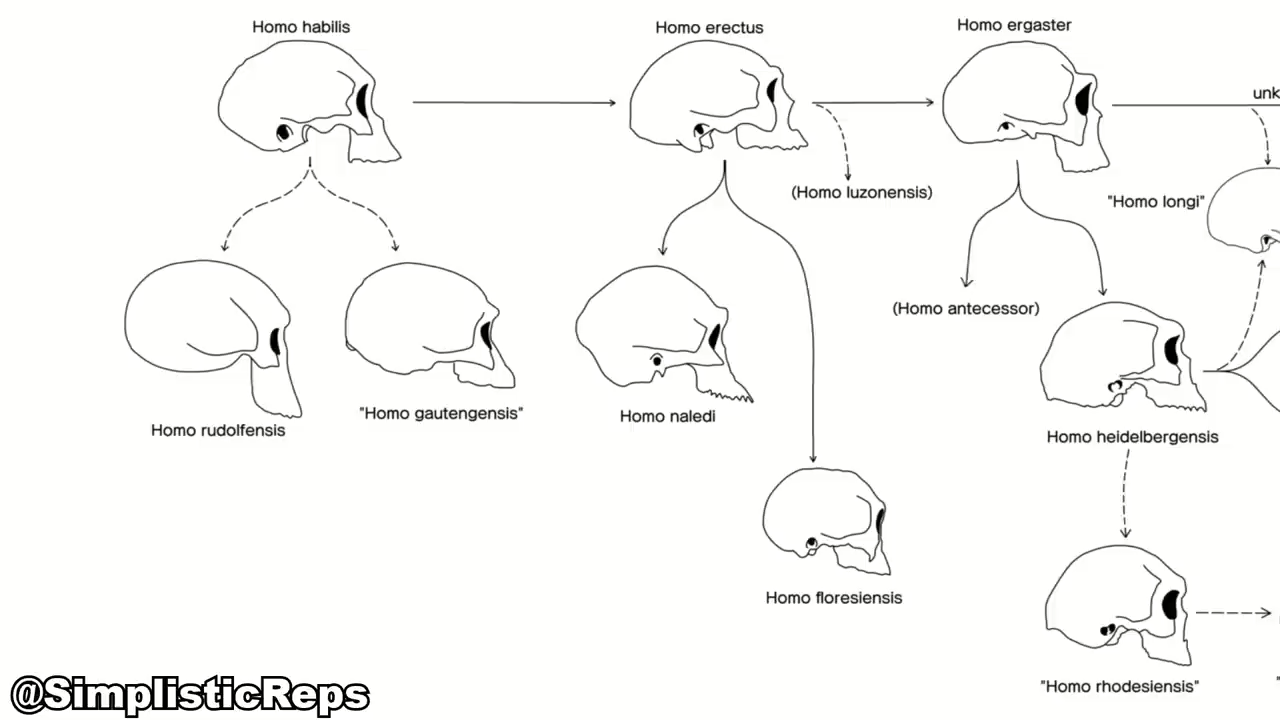 Homo habilis
Homo erectus
Homo ergaster
(Homo luzonensis)
"Homo longi"
(Homo antecessor)
Homo rudolfensis
"Homo gautengensis"
Homo naledi
Homo heidelbergensis
Homo floresiensis
"Homo rhodesiensis"
@SimplisticReps